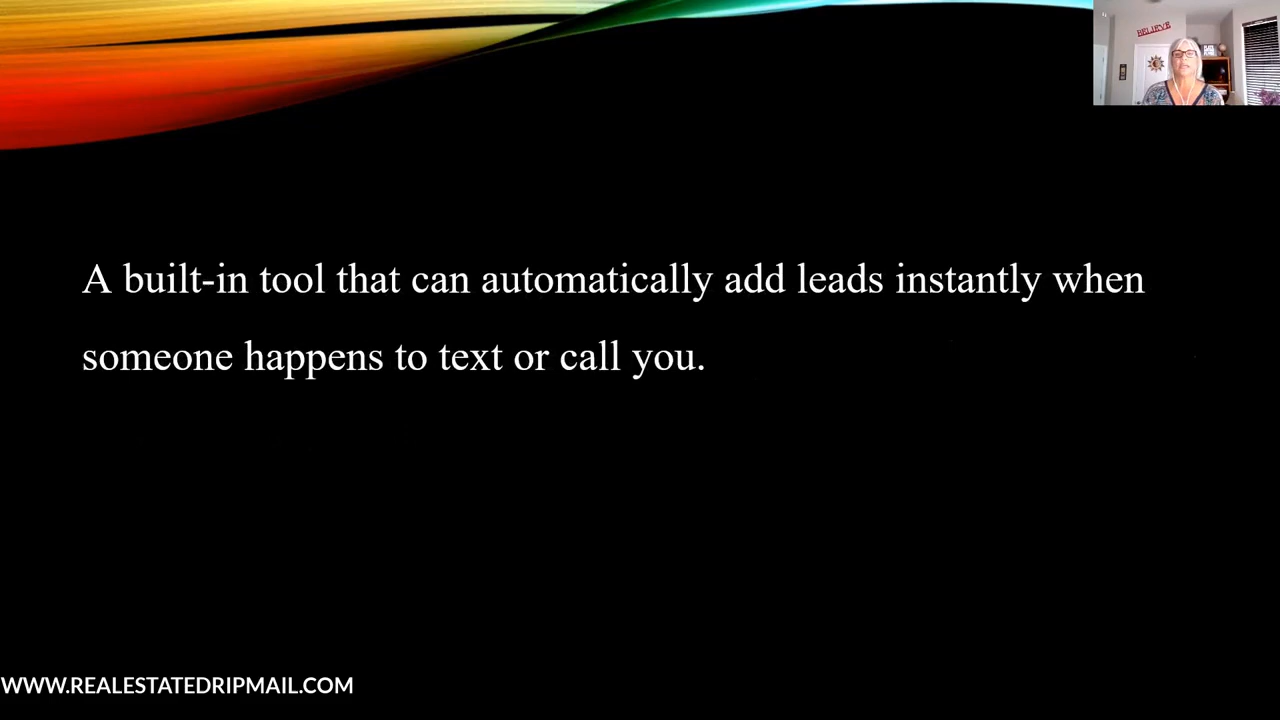 BELIEVE
A built-in tool that can automatically add leads instantly when
someone happens to text or call you.
WWW.REALESTATEDRIPMAIL.COM